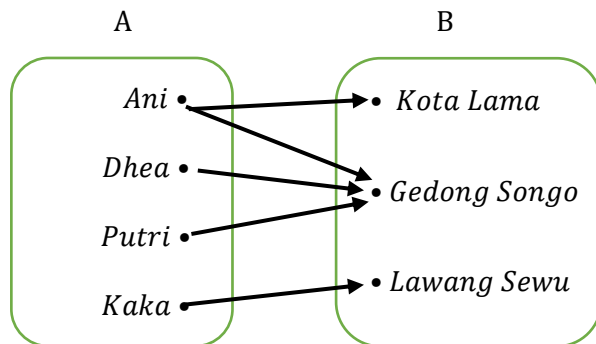 A B
Ani
Kota Lama
Dhea
Gedong Songo
Putri
Lawang Sewu
Kaka